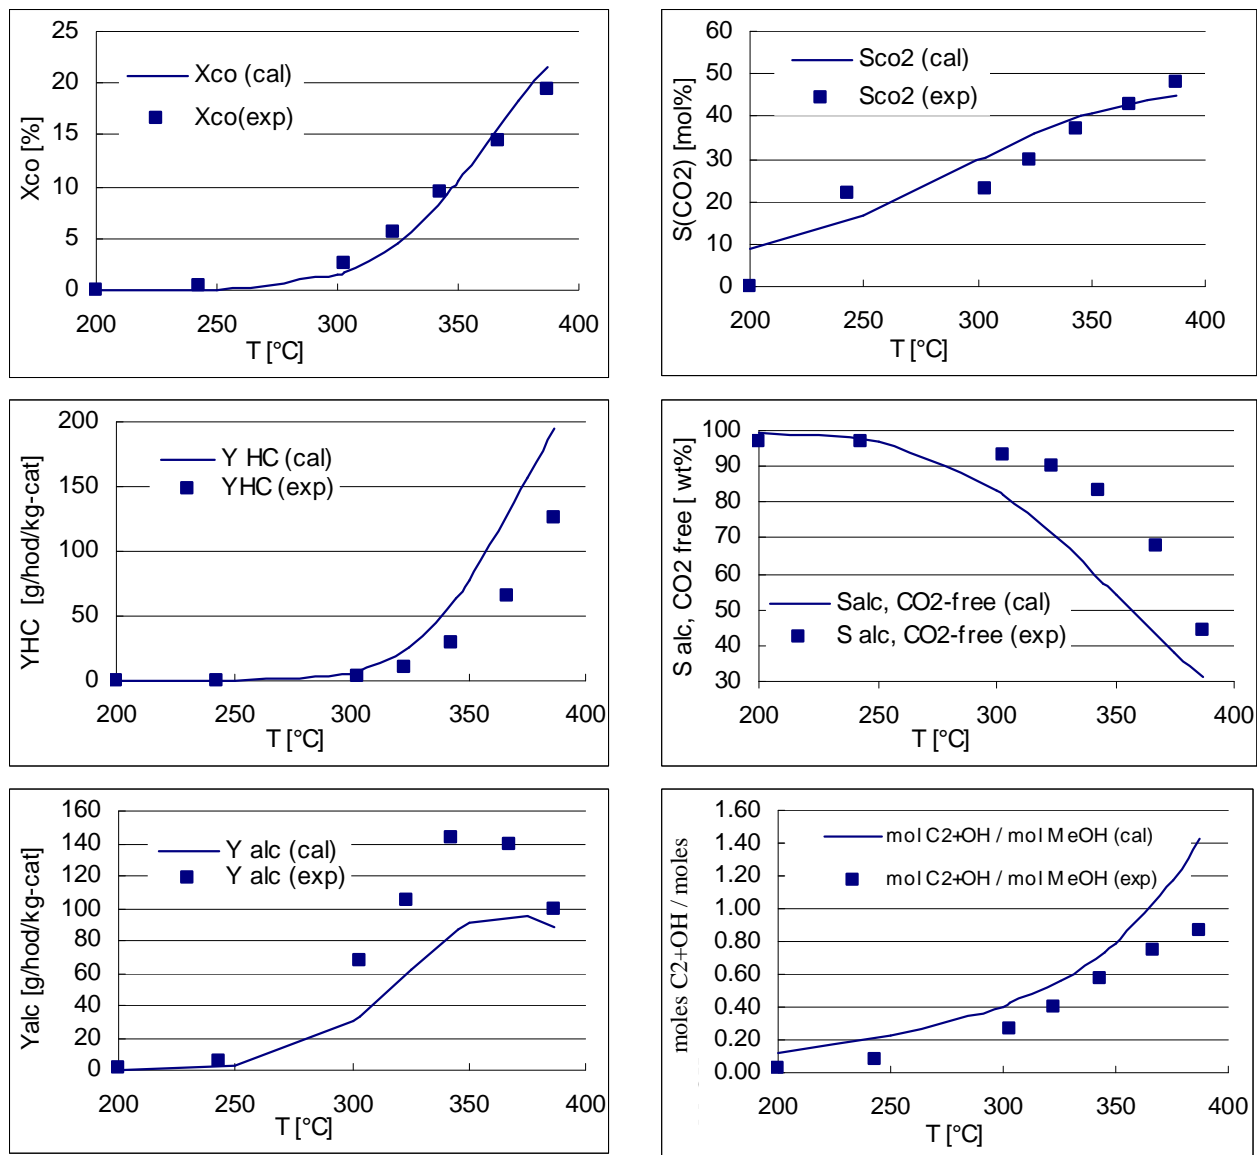 25
20
15
10
5
0
Xco [%]
Xco (cal)
Xco(exp)
200 250 300 350 400
T [°C]
60
50
40
30
20
10
0
S(CO2) [mol%]
Sco2 (cal)
Sco2 (exp)
200 250 300 350 400
T [°C]
200
150
100
50
0
YHC [g/hod/kg-cat]
Y HC (cal)
YHC (exp)
200 250 300 350 400
T [°C]
100
90
80
70
60
50
40
30
S alc, CO2 free [ wt%]
Salc, CO2-free (cal)
S alc, CO2-free (exp)
200 250 300 350 400
T [°C]
160
140
120
100
80
60
40
20
0
Yalc [g/hod/kg-cat]
Y alc (cal)
Y alc (exp)
200 250 300 350 400
T [°C]
1.60
1.40
1.20
1.00
0.80
0.60
0.40
0.20
0.00
moles C2+OH / moles
mol C2+OH / mol MeOH (cal)
mol C2+OH / mol MeOH (exp)
200 250 300 350 400
T [°C]